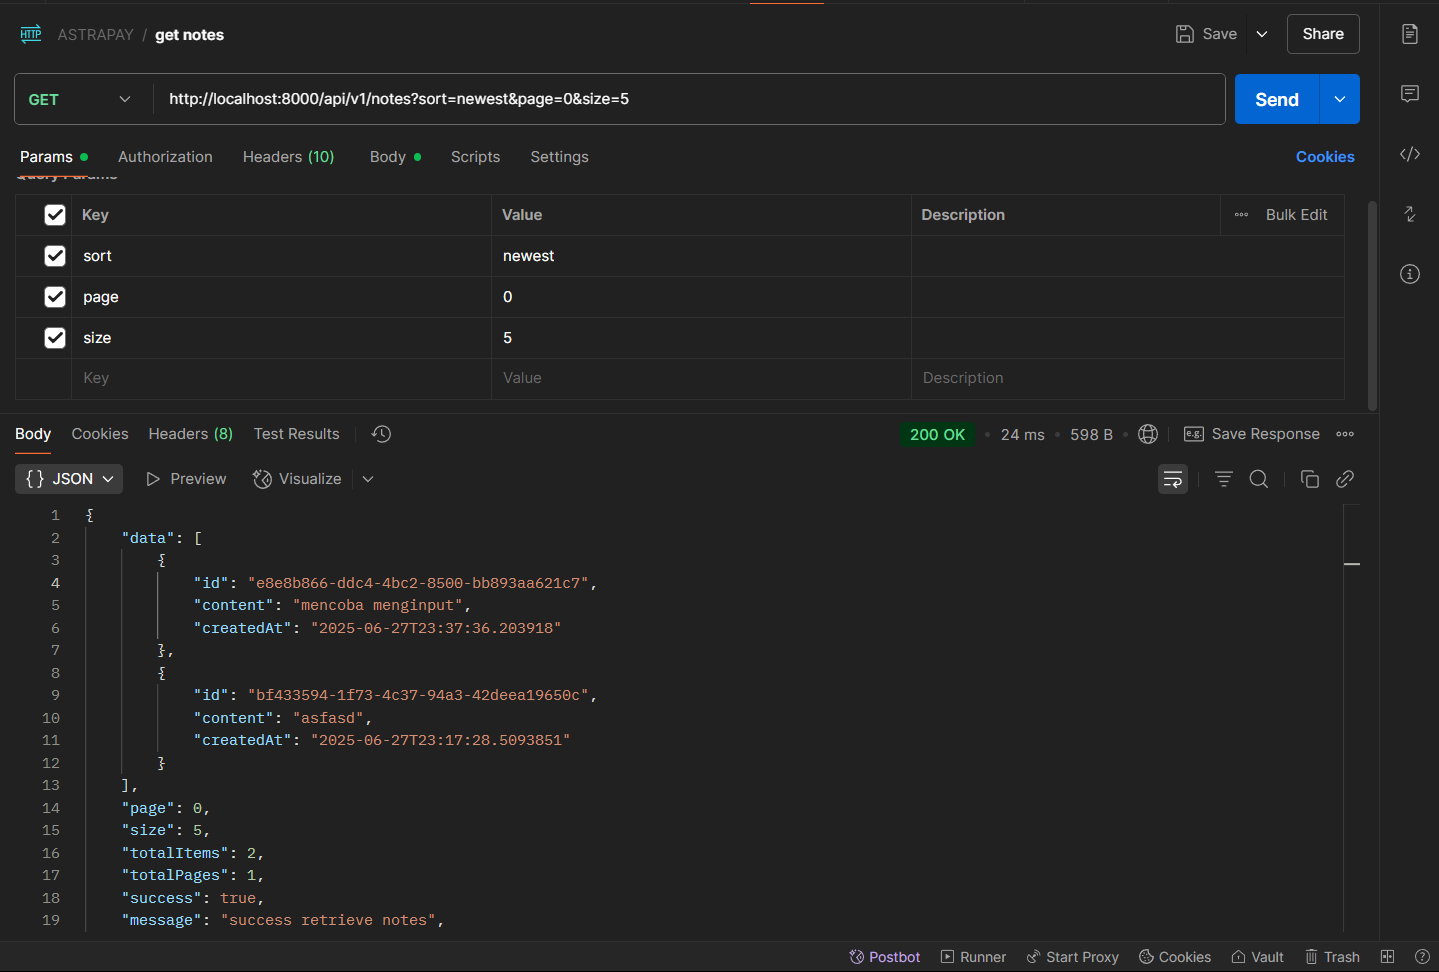 HTTP ASTRAPAY / get notes Save Share
GET http://localhost:8000/api/v1/notes?sort=newest&page=0&size=5 Send
Params Authorization Headers (10) Body Scripts Settings Cookies
Query Params
Key Value Description Bulk Edit
sort newest
page 0
size 5
Key Value Description
Body Cookies Headers (8) Test Results 200 OK 24 ms 598 B e.g. Save Response
{} JSON Preview Visualize
1 {
2 "data": [
3 {
4 "id": "e8e8b866-ddc4-4bc2-8500-bb893aa621c7",
5 "content": "mencoba menginput",
6 "createdAt": "2025-06-27T23:37:36.203918"
7 },
8 {
9 "id": "bf433594-1f73-4c37-94a3-42deea19650c",
10 "content": "asfasd",
11 "createdAt": "2025-06-27T23:17:28.5093851"
12 }
13 ],
14 "page": 0,
15 "size": 5,
16 "totalItems": 2,
17 "totalPages": 1,
18 "success": true,
19 "message": "success retrieve notes",
Postbot Runner Start Proxy Cookies Vault Trash